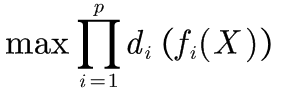 max ∏_{i=1}^{p} d_i (f_i(X))